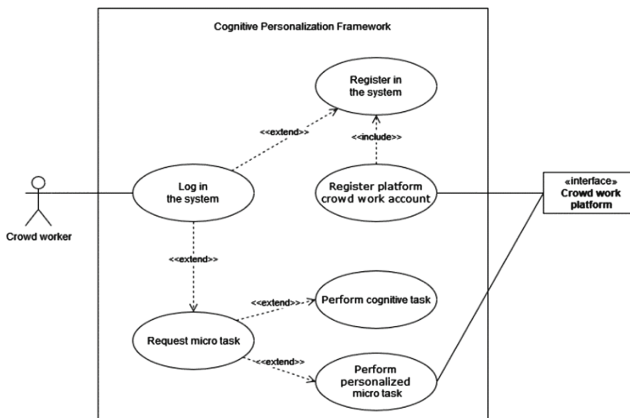 Cognitive Personalization Framework
Register in
the system
<<extend>>
<<include>>
Log in
the system
Register platform
crowd work account
«interface»
Crowd work
platform
Crowd worker
<<extend>>
<<extend>>
Perform cognitive task
Request micro task
<<extend>>
Perform
personalized
micro task